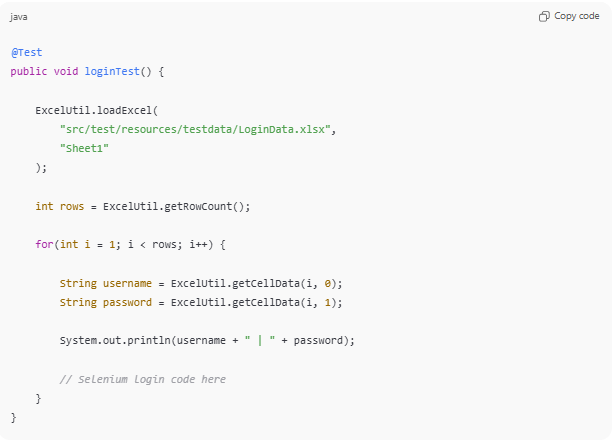 java
Copy code
@Test
public void loginTest() {
    ExcelUtil.loadExcel(
        "src/test/resources/testdata/LoginData.xlsx",
        "Sheet1"
    );
    int rows = ExcelUtil.getRowCount();
    for(int i = 1; i < rows; i++) {
        String username = ExcelUtil.getCellData(i, 0);
        String password = ExcelUtil.getCellData(i, 1);
        System.out.println(username + " | " + password);
        // Selenium login code here
    }
}